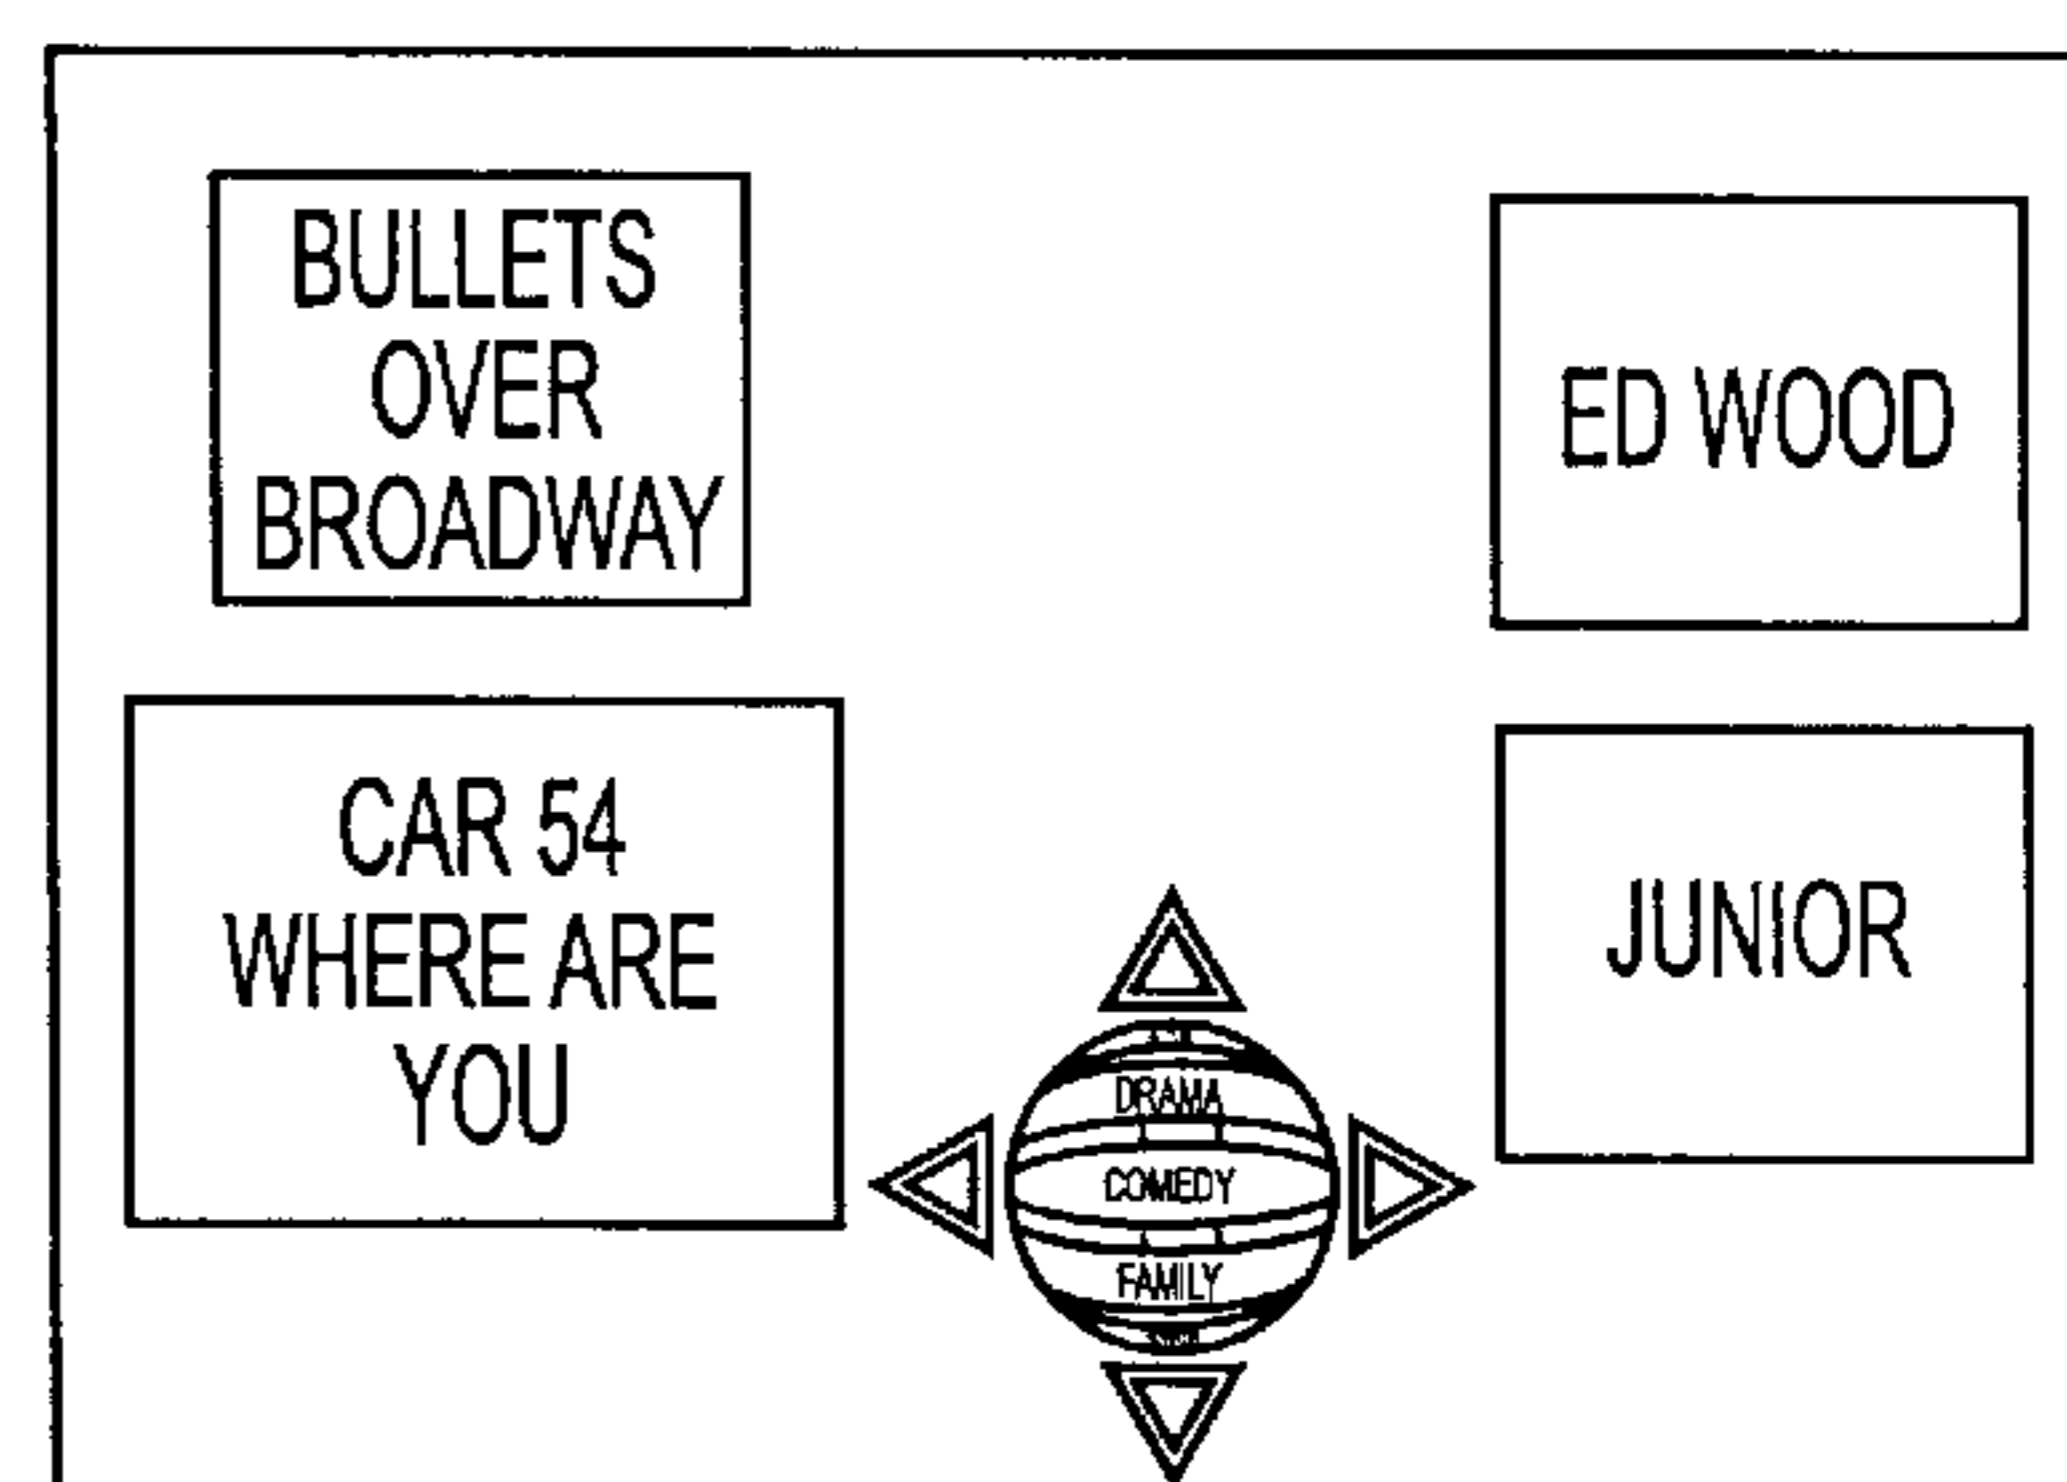 BULLETS
OVER
BROADWAY
ED WOOD
CAR 54
WHERE ARE
YOU
JUNIOR
DRAMA
COMEDY
FAMILY